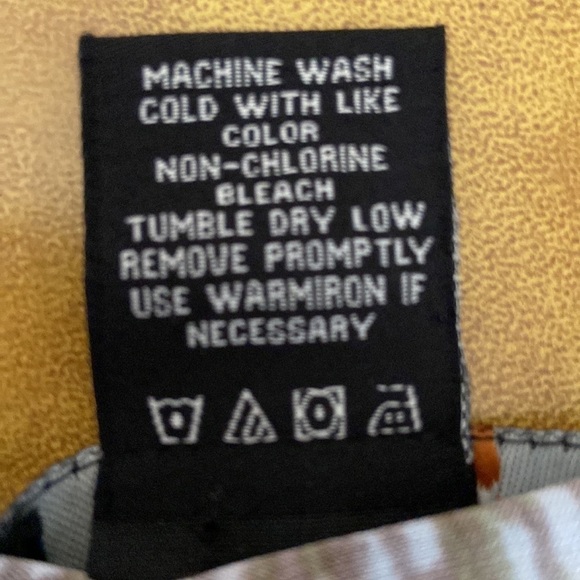 MACHINE WASH
COLD WITH LIKE
COLOR
NON-CHLORINE
BLEACH
TUMBLE DRY LOW
REMOVE PROMPTLY
USE WARMIRON IF
NECESSARY